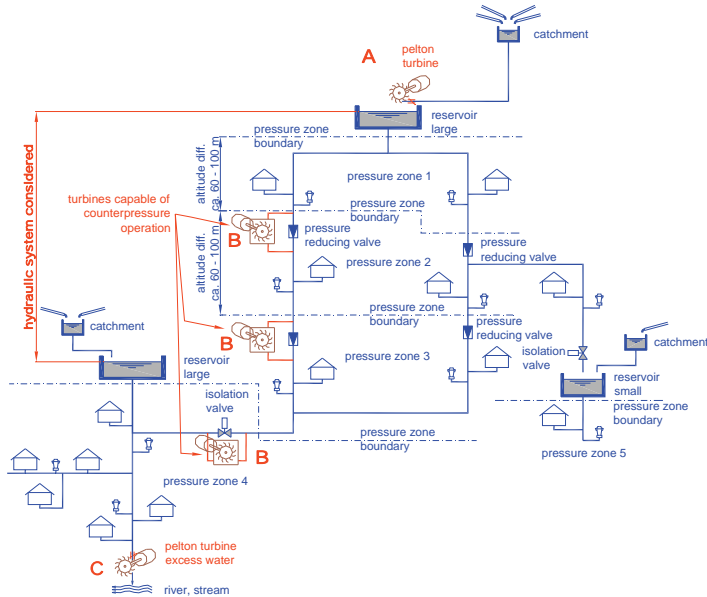 catchment
A
pelton
turbine
reservoir
large
pressure zone
boundary
hydraulic system considered
altitude diff.
ca. 60 - 100 m
pressure zone 1
turbines capable of
counterpressure
operation
pressure zone
boundary
B
pressure
reducing valve
pressure
reducing valve
altitude diff.
ca. 60 - 100 m
pressure zone 2
pressure zone
boundary
catchment
B
pressure
reducing valve
isolation
valve
catchment
pressure zone 3
reservoir
large
reservoir
small
isolation
valve
pressure zone
boundary
pressure zone
boundary
B
pressure zone 5
pressure zone 4
C
pelton turbine
excess water
river, stream